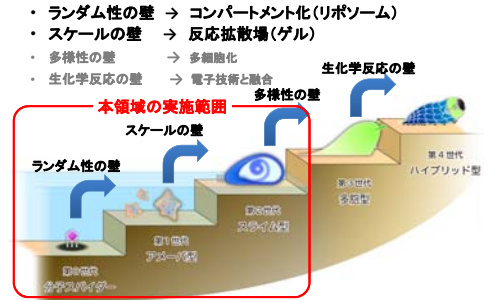 ・ ランダム性の壁 → コンパートメント化(リポソーム)
・ スケールの壁 → 反応拡散場(ゲル)
・ 多様性の壁 → 多細胞化
・ 生化学反応の壁 → 電子技術と融合
生化学反応の壁
多様性の壁
本領域の実施範囲
スケールの壁
ランダム性の壁
第4世代
ハイブリッド型
第3世代
多胞型
第2世代
スライム型
第1世代
アメーバ型
第0世代
分子スパイダー